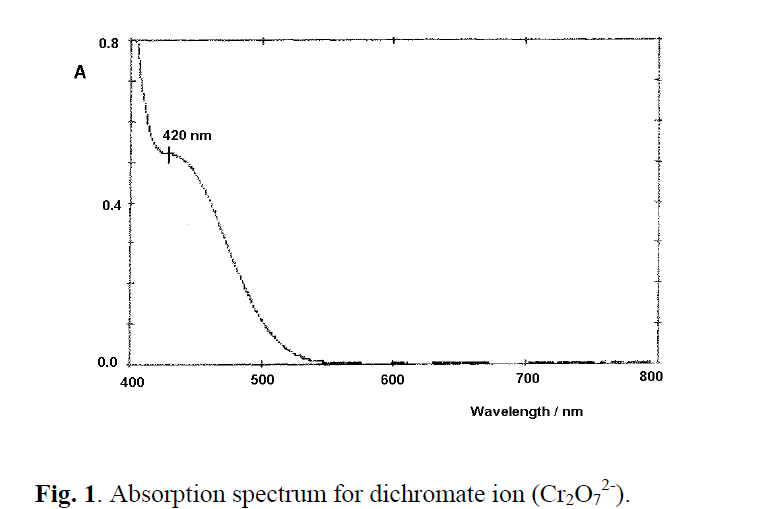 0.8
A
420 nm
0.4
0.0
400 500 600 700 800
Wavelength / nm
Fig. 1. Absorption spectrum for dichromate ion (Cr₂O₇²⁻).